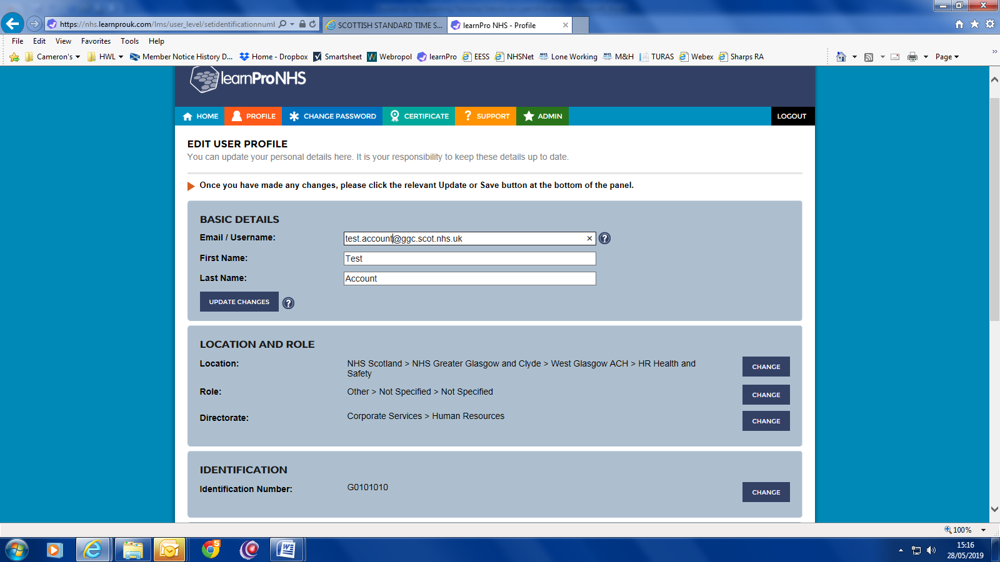 https://nhs.learnprouk.com/lms/user_level/setidentificationnuml
SCOTTISH STANDARD TIME S...
learnPro NHS - Profile
File Edit View Favorites Tools Help
Cameron's HWL Member Notice History D... Home - Dropbox Smartsheet Webropol learnPro EESS NHSNet Lone Working M&H TURAS Webex Sharps RA Page
learnProNHS
HOME PROFILE CHANGE PASSWORD CERTIFICATE SUPPORT ADMIN LOGOUT
EDIT USER PROFILE
You can update your personal details here. It is your responsibility to keep these details up to date.
Once you have made any changes, please click the relevant Update or Save button at the bottom of the panel.
BASIC DETAILS
Email / Username: test.account@ggc.scot.nhs.uk
First Name: Test
Last Name: Account
UPDATE CHANGES
LOCATION AND ROLE
Location: NHS Scotland > NHS Greater Glasgow and Clyde > West Glasgow ACH > HR Health and
Safety
CHANGE
Role: Other > Not Specified > Not Specified
CHANGE
Directorate: Corporate Services > Human Resources
CHANGE
IDENTIFICATION
Identification Number: G0101010
CHANGE
100%
5
15:16
28/05/2019